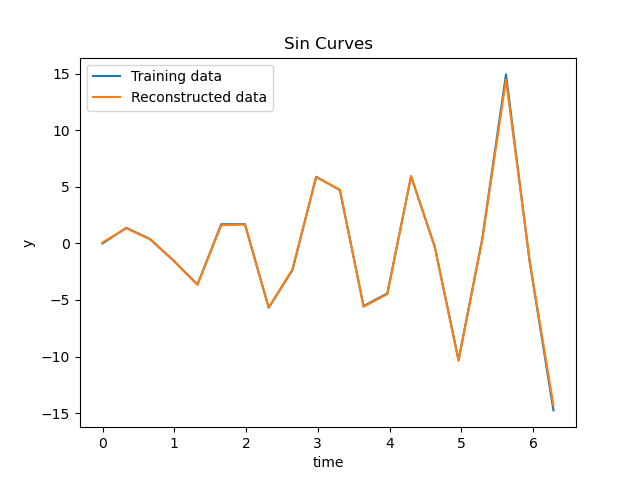 Sin Curves
Training data
Reconstructed data
15
10
5
0
−5
−10
−15
y
0 1 2 3 4 5 6
time